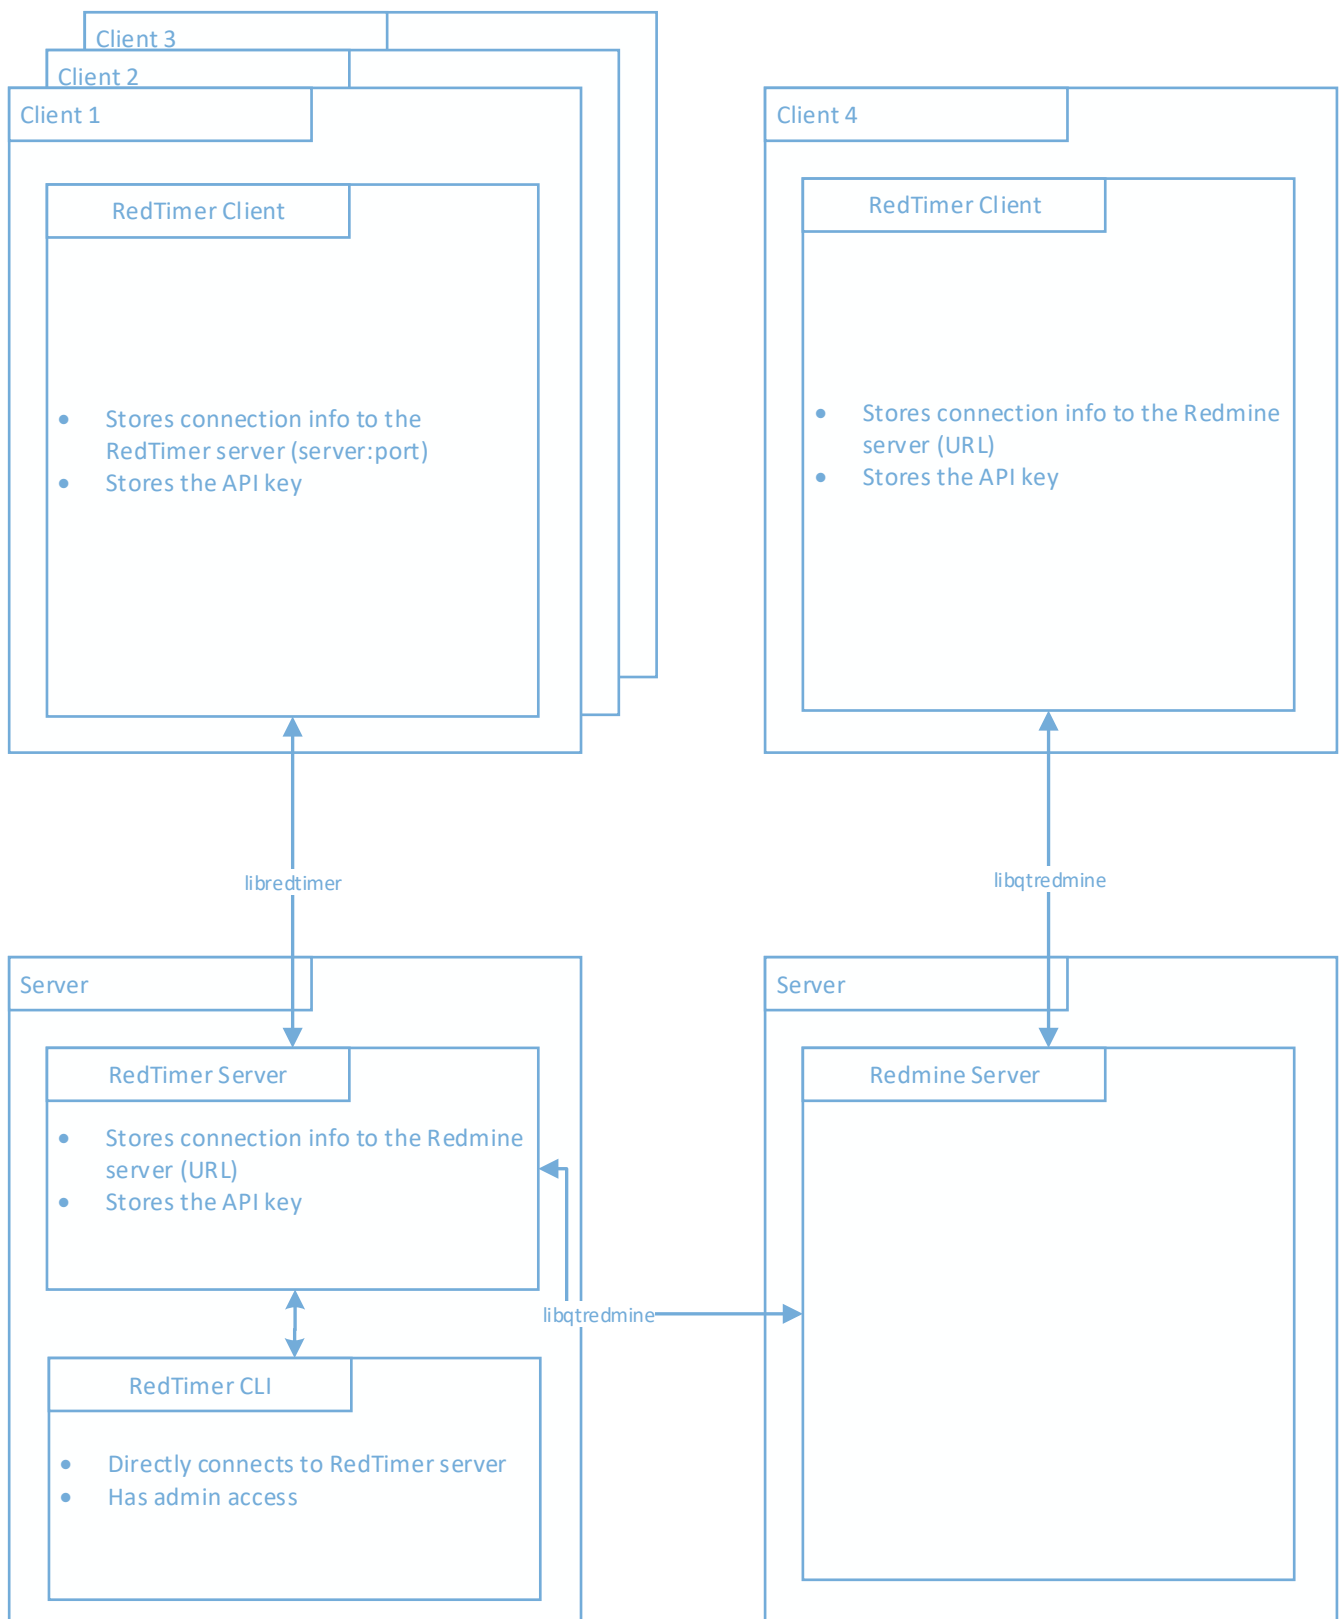 Client 3
Client 2
Client 1
RedTimer Client
• Stores connection info to the
RedTimer server (server:port)
• Stores the API key
Client 4
RedTimer Client
• Stores connection info to the Redmine
server (URL)
• Stores the API key
libredtimer
libqtredmine
Server
RedTimer Server
• Stores connection info to the Redmine
server (URL)
• Stores the API key
libqtredmine
RedTimer CLI
• Directly connects to RedTimer server
• Has admin access
Server
Redmine Server